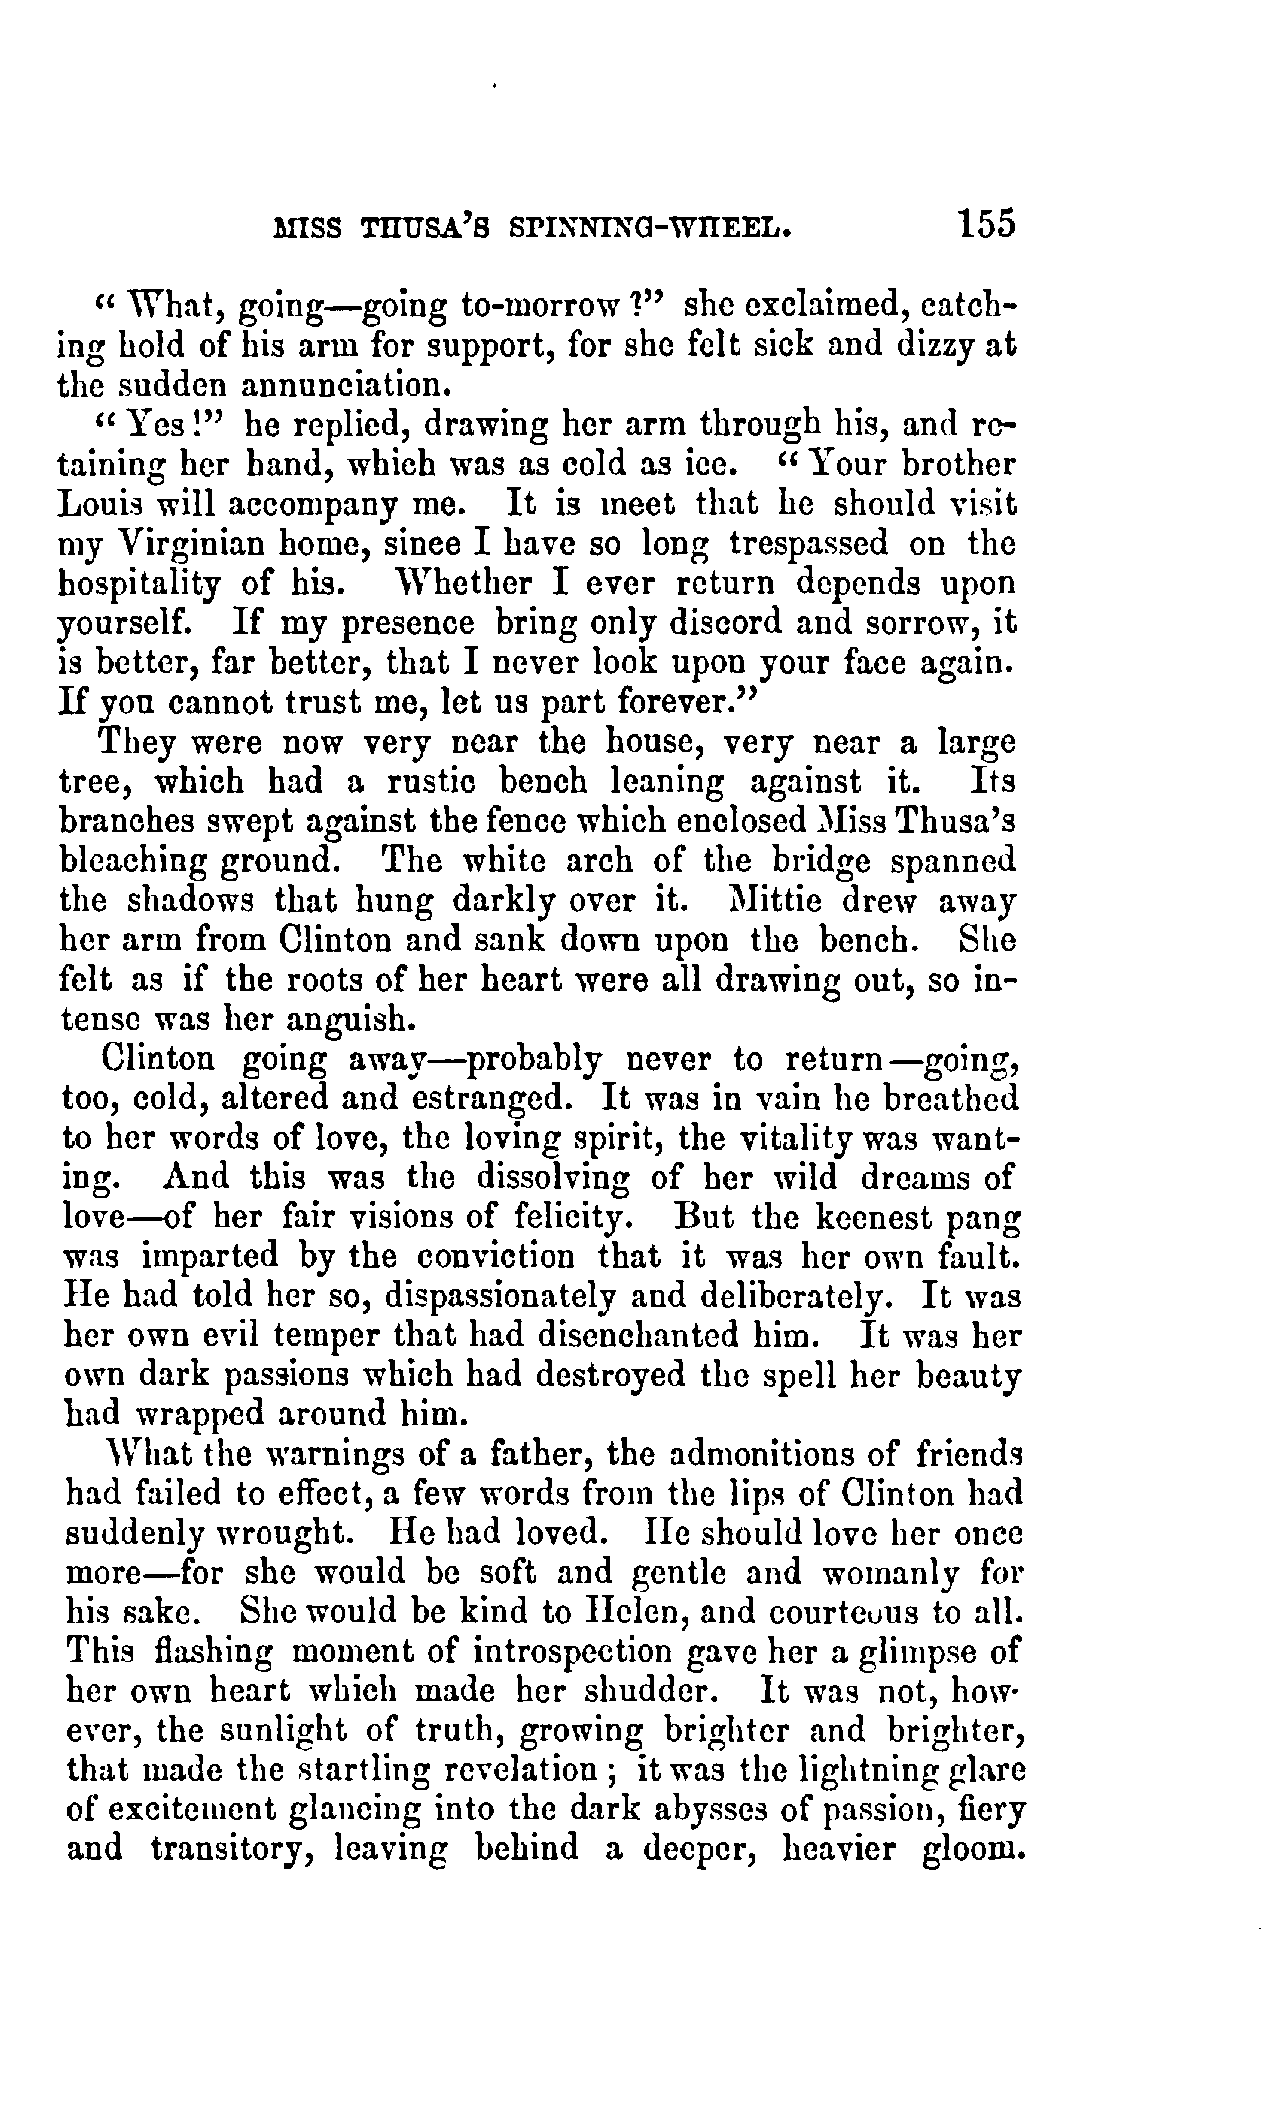 MISS THUSA'S SPINNING-WHEEL. 155
" What, going—going to-morrow ?" she exclaimed, catch-
ing hold of his arm for support, for she felt sick and dizzy at
the sudden annunciation.
" Yes !" he replied, drawing her arm through his, and re-
taining her hand, which was as cold as ice. " Your brother
Louis will accompany me. It is meet that he should visit
my Virginian home, since I have so long trespassed on the
hospitality of his. Whether I ever return depends upon
yourself. If my presence bring only discord and sorrow, it
is better, far better, that I never look upon your face again.
If you cannot trust me, let us part forever."
They were now very near the house, very near a large
tree, which had a rustic bench leaning against it. Its
branches swept against the fence which enclosed Miss Thusa's
bleaching ground. The white arch of the bridge spanned
the shadows that hung darkly over it. Mittie drew away
her arm from Clinton and sank down upon the bench. She
felt as if the roots of her heart were all drawing out, so in-
tense was her anguish.
Clinton going away—probably never to return—going,
too, cold, altered and estranged. It was in vain he breathed
to her words of love, the loving spirit, the vitality was want-
ing. And this was the dissolving of her wild dreams of
love—of her fair visions of felicity. But the keenest pang
was imparted by the conviction that it was her own fault.
He had told her so, dispassionately and deliberately. It was
her own evil temper that had disenchanted him. It was her
own dark passions which had destroyed the spell her beauty
had wrapped around him.
What the warnings of a father, the admonitions of friends
had failed to effect, a few words from the lips of Clinton had
suddenly wrought. He had loved. He should love her once
more—for she would be soft and gentle and womanly for
his sake. She would be kind to Helen, and courteous to all.
This flashing moment of introspection gave her a glimpse of
her own heart which made her shudder. It was not, how-
ever, the sunlight of truth, growing brighter and brighter,
that made the startling revelation ; it was the lightning glare
of excitement glancing into the dark abysses of passion, fiery
and transitory, leaving behind a deeper, heavier gloom.